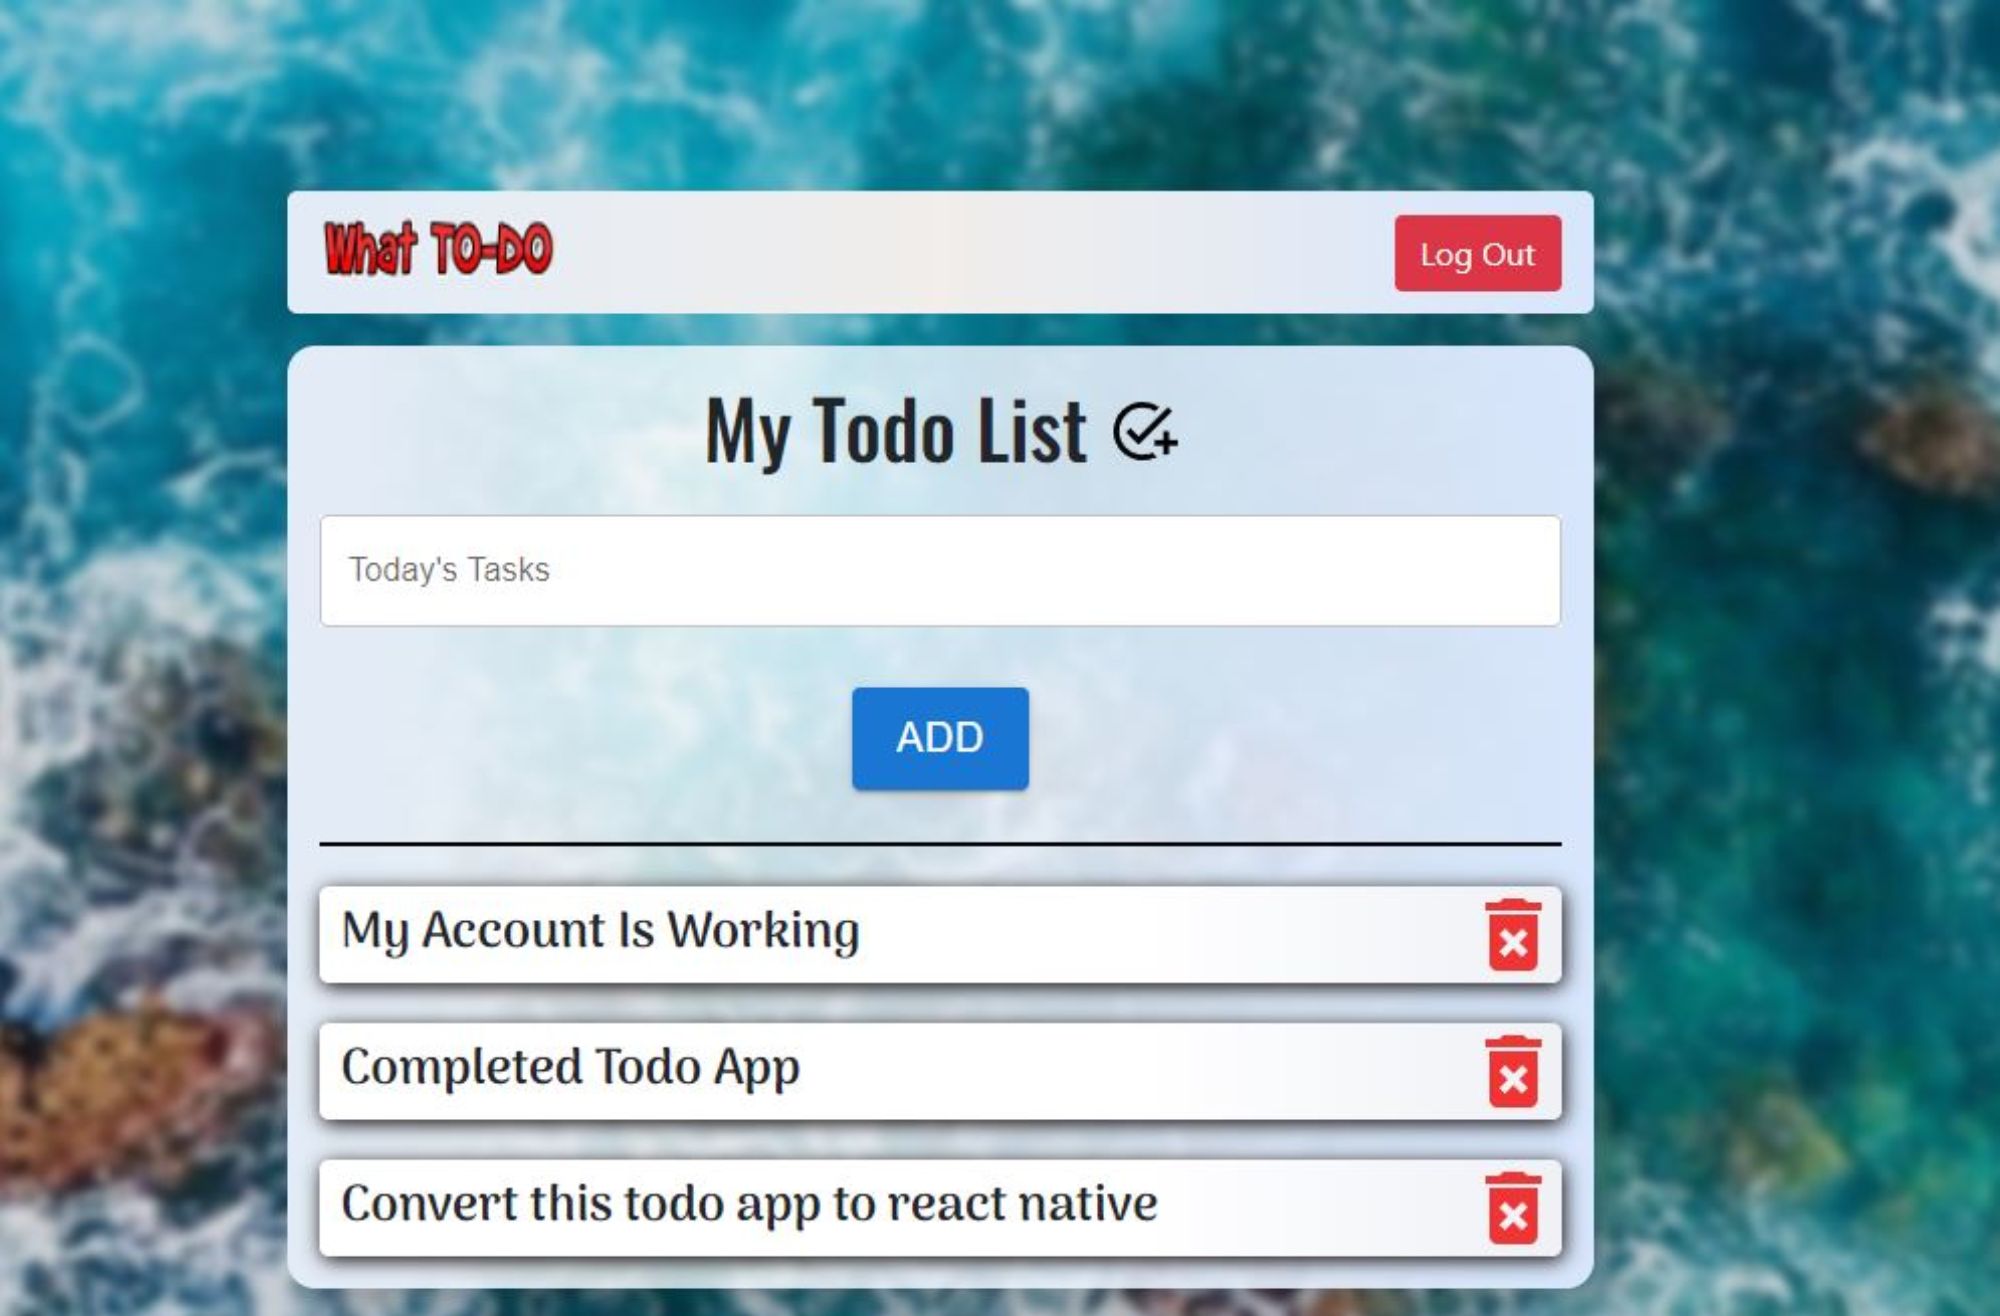 What TO-DO
Log Out
My Todo List
Today's Tasks
ADD
My Account Is Working
Completed Todo App
Convert this todo app to react native